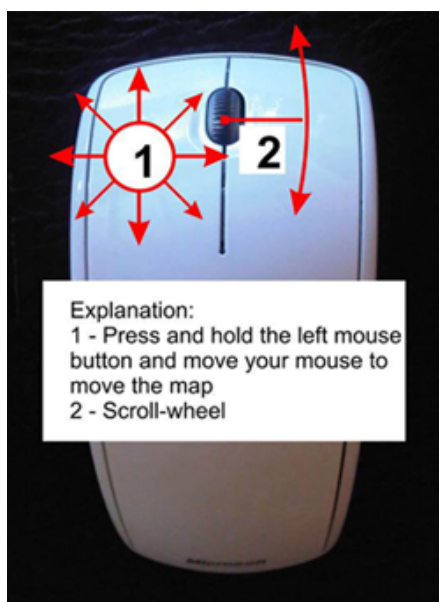 1
2
Explanation:
1 - Press and hold the left mouse
button and move your mouse to
move the map
2 - Scroll-wheel
Microsoft